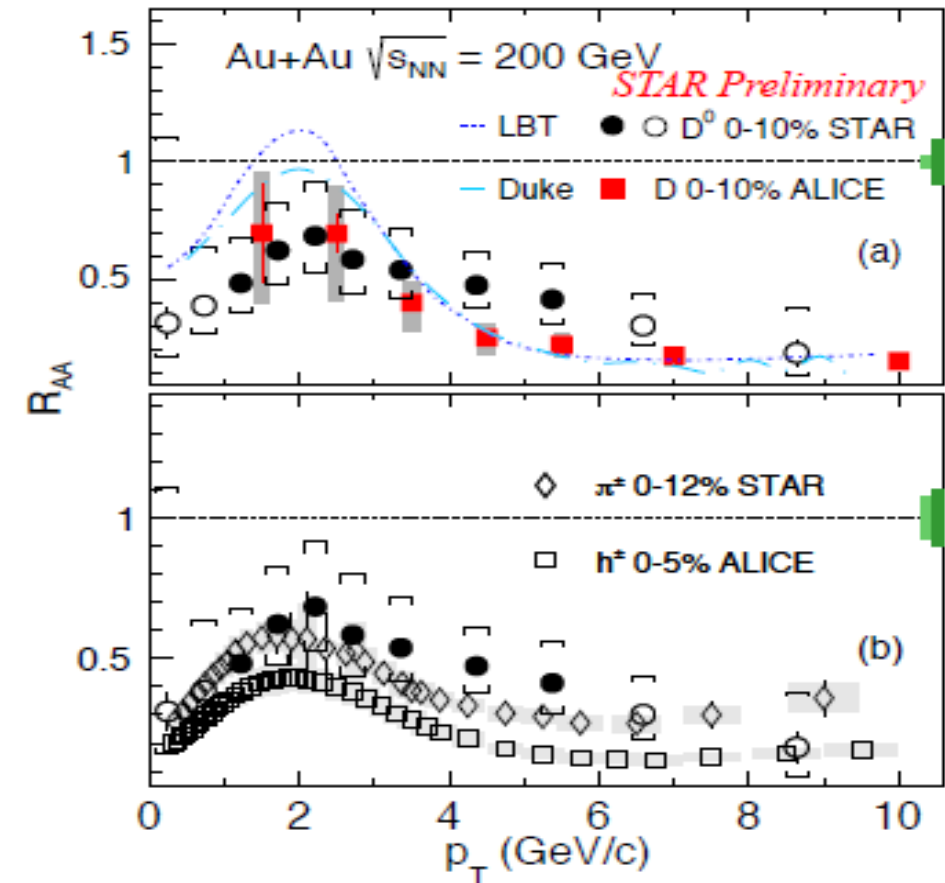 Au+Au √sNN = 200 GeV
STAR Preliminary
LBT D⁰ 0-10% STAR
Duke D 0-10% ALICE
(a)
1.5
1
0.5
RAA
π± 0-12% STAR
h± 0-5% ALICE
(b)
1
0.5
0 2 4 6 8 10
pT (GeV/c)